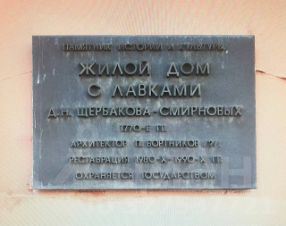 ПАМЯТНИК ИСТОРИИ И КУЛЬТУРЫ
ЖИЛОЙ ДОМ
С ЛАВКАМИ
Д.Н. ЩЕРБАКОВА-СМИРНОВЫХ
1770-Е ГГ.
АРХИТЕКТОР П. БОРТНИКОВ (?)
РЕСТАВРАЦИЯ 1980-Х-1990-Х ГГ.
ОХРАНЯЕТСЯ ГОСУДАРСТВОМ